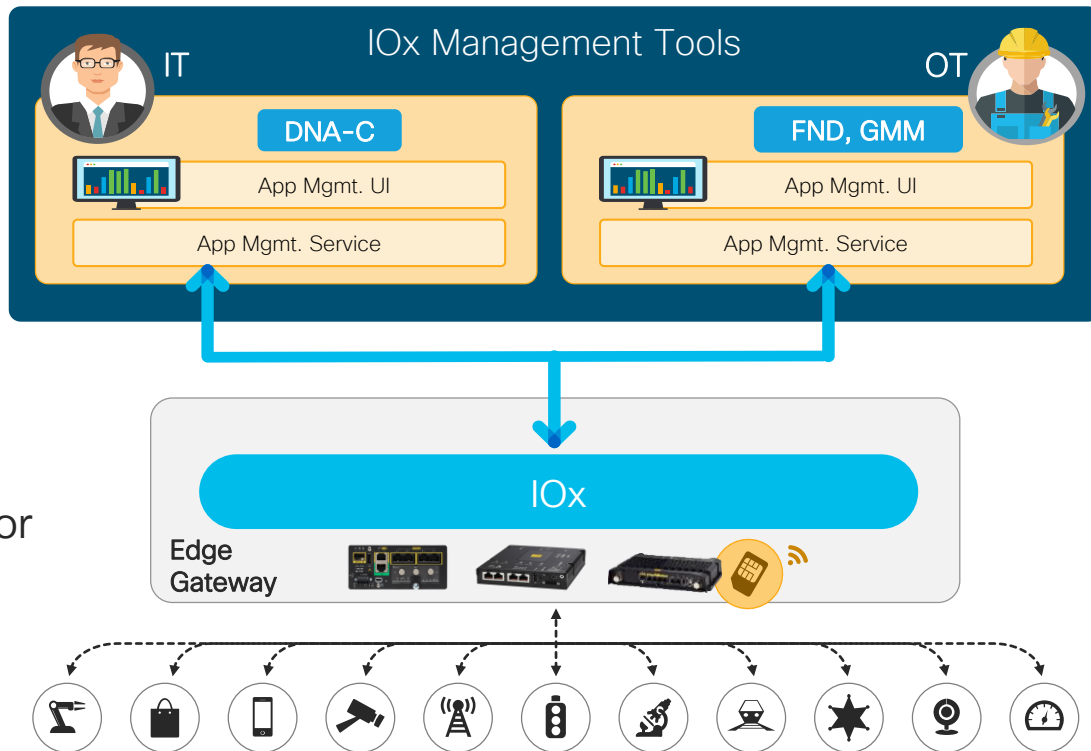 IOx Management Tools
IT
OT
DNA-C
FND, GMM
App Mgmt. UI
App Mgmt. UI
App Mgmt. Service
App Mgmt. Service
IOx
or
Edge
Gateway